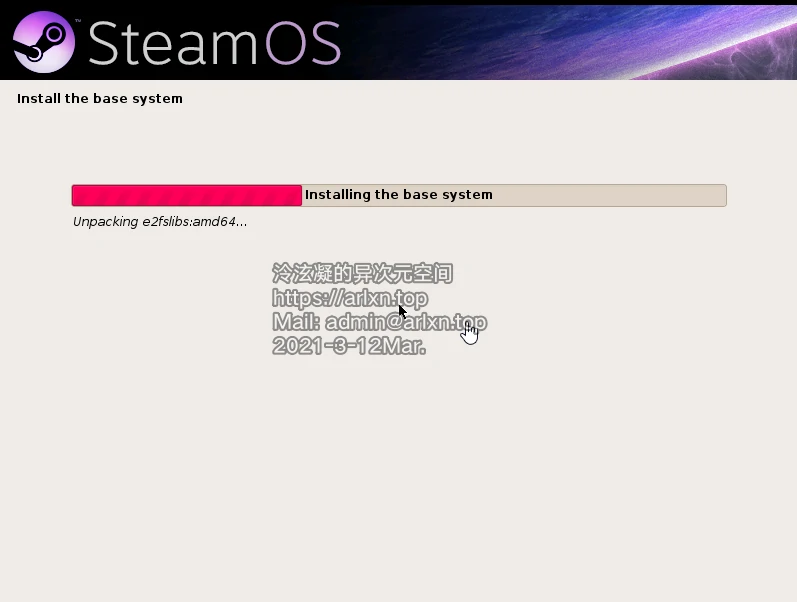 SteamOS™
Install the base system
Installing the base system
Unpacking e2fslibs:amd64...
泠泫凝的异次元空间
https://arlxn.top
Mail: admin@arlxn.top
2021-3-12Mar.